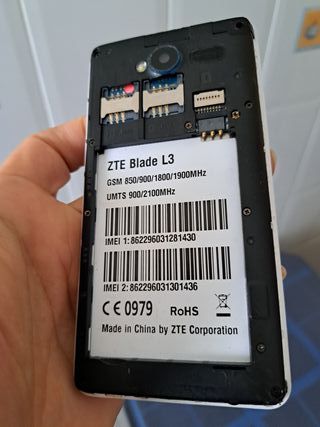 ZTE Blade L3
GSM 850/900/1800/1900MHz
UMTS 900/2100MHz
IMEI 1: 862296031281430
IMEI 2: 862296031301436
CE 0979 RoHS
Made in China by ZTE Corporation